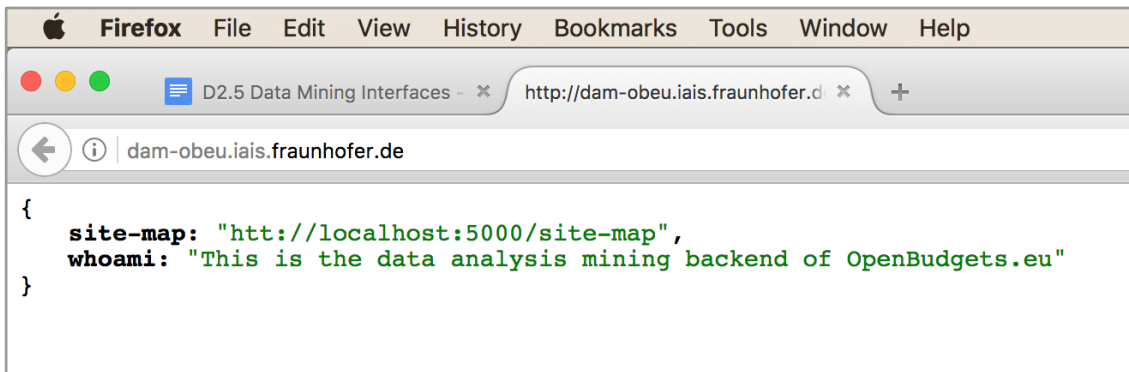 Firefox File Edit View History Bookmarks Tools Window Help
D2.5 Data Mining Interfaces - http://dam-obeu.iais.fraunhofer.d
dam-obeu.iais.fraunhofer.de
{
site-map: "htt://localhost:5000/site-map",
whoami: "This is the data analysis mining backend of OpenBudgets.eu"
}